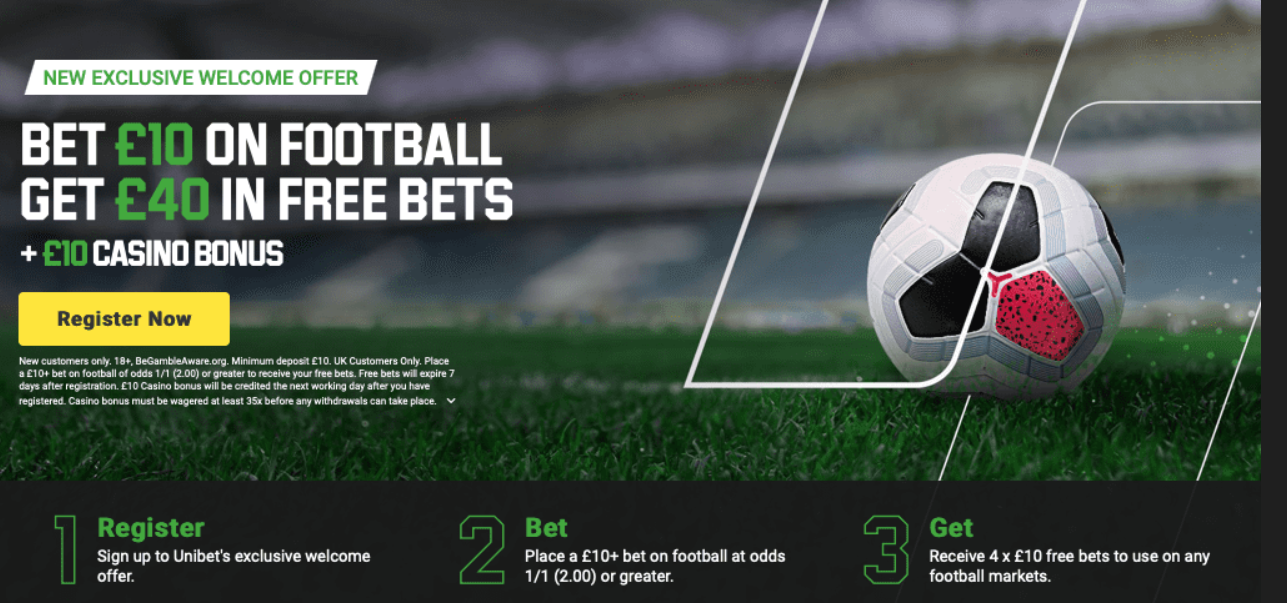 NEW EXCLUSIVE WELCOME OFFER
BET £10 ON FOOTBALL
GET £40 IN FREE BETS
+ £10 CASINO BONUS
Register Now
New customers only. 18+, BeGambleAware.org. Minimum deposit £10. UK Customers Only. Place
a £10+ bet on football of odds 1/1 (2.00) or greater to receive your free bets. Free bets will expire 7
days after registration. £10 Casino bonus will be credited the next working day after you have
registered. Casino bonus must be wagered at least 35x before any withdrawals can take place.
1 Register
Sign up to Unibet's exclusive welcome
offer.
2 Bet
Place a £10+ bet on football at odds
1/1 (2.00) or greater.
3 Get
Receive 4 x £10 free bets to use on any
football markets.